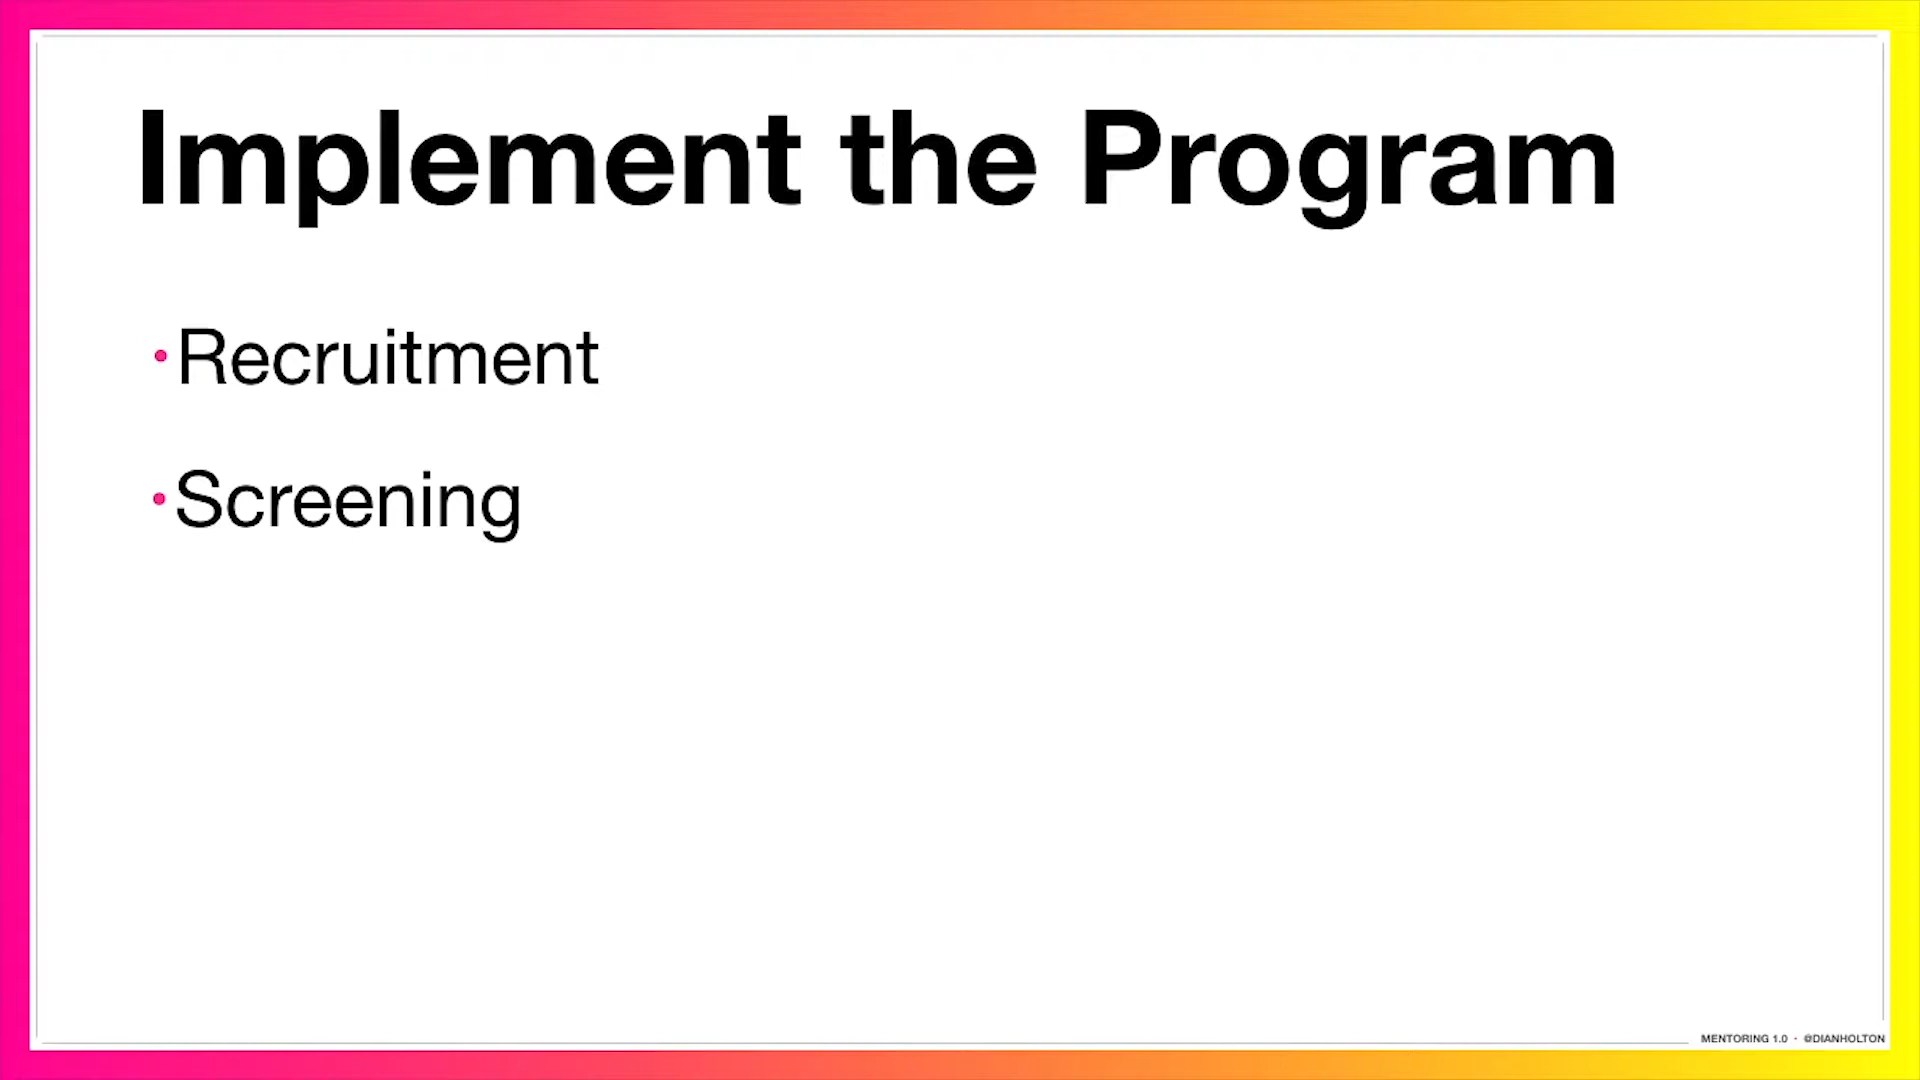 Implement the Program
•Recruitment
•Screening
MENTORING 1.0 • @DIANHOLTON